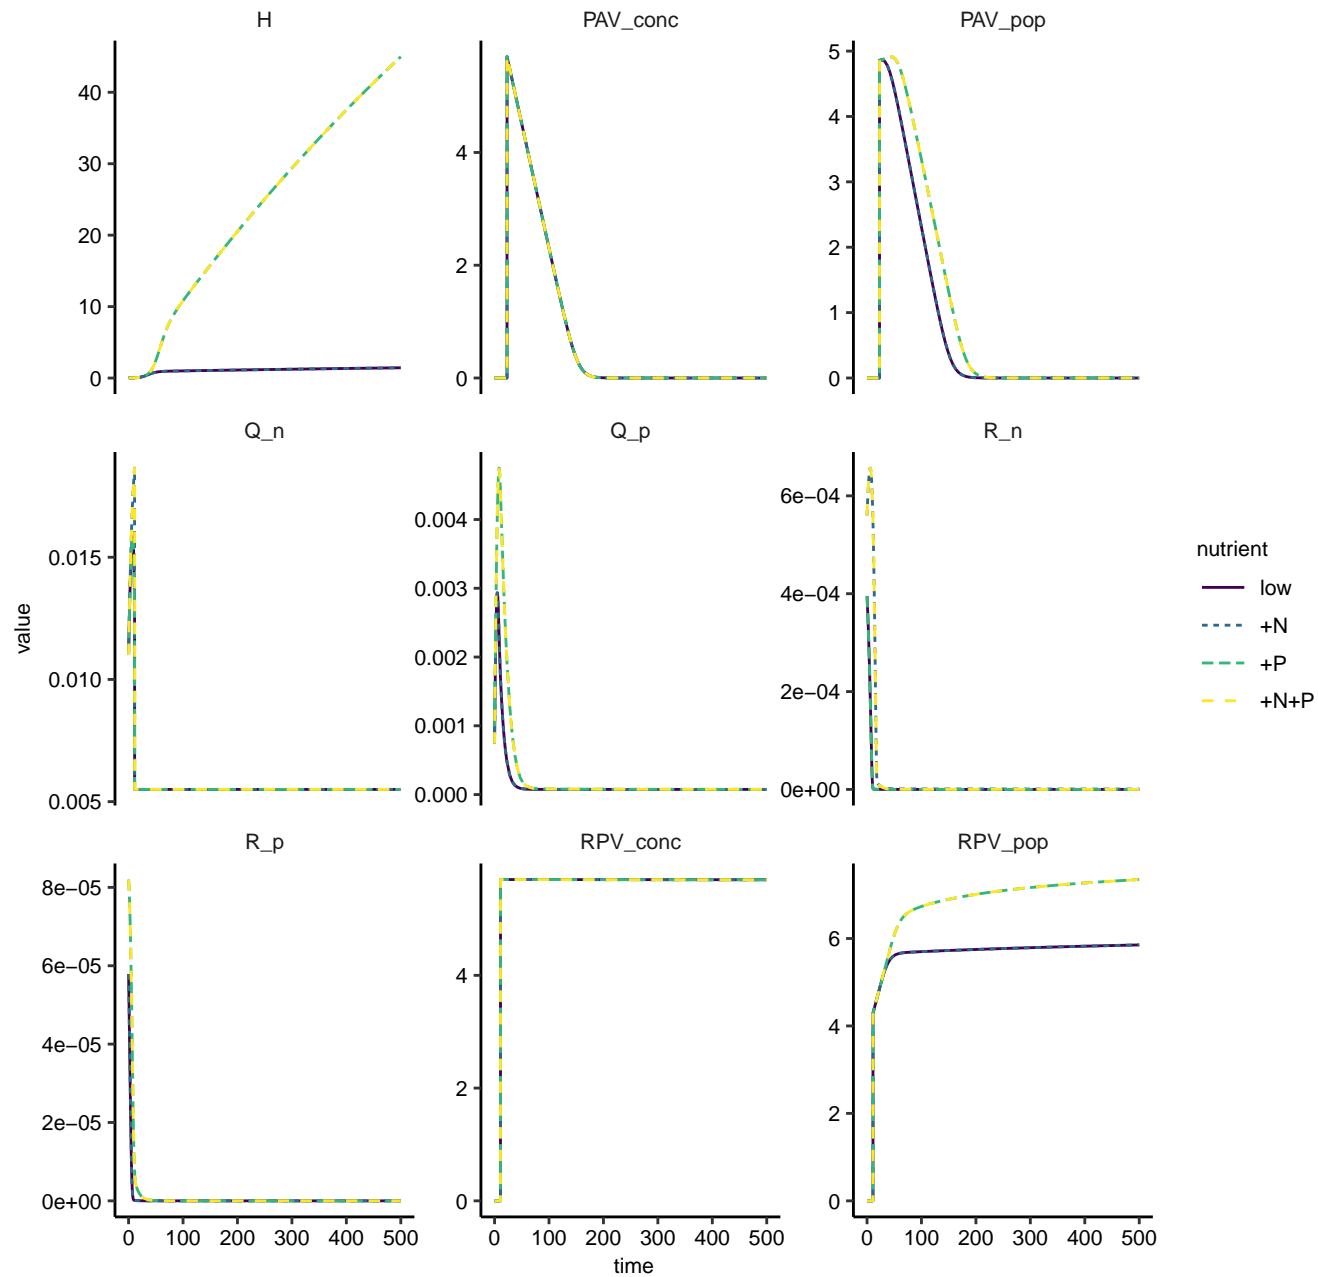 H
PAV_conc
PAV_pop
40
30
20
10
0
4
2
0
5
4
3
2
1
0
Q_n
Q_p
R_n
0.015
0.010
0.005
0.004
0.003
0.002
0.001
0.000
6e−04
4e−04
2e−04
0e+00
R_p
RPV_conc
RPV_pop
8e−05
6e−05
4e−05
2e−05
0e+00
4
2
0
6
4
2
0
0 100 200 300 400 500
0 100 200 300 400 500
0 100 200 300 400 500
time
value
nutrient
low
+N
+P
+N+P